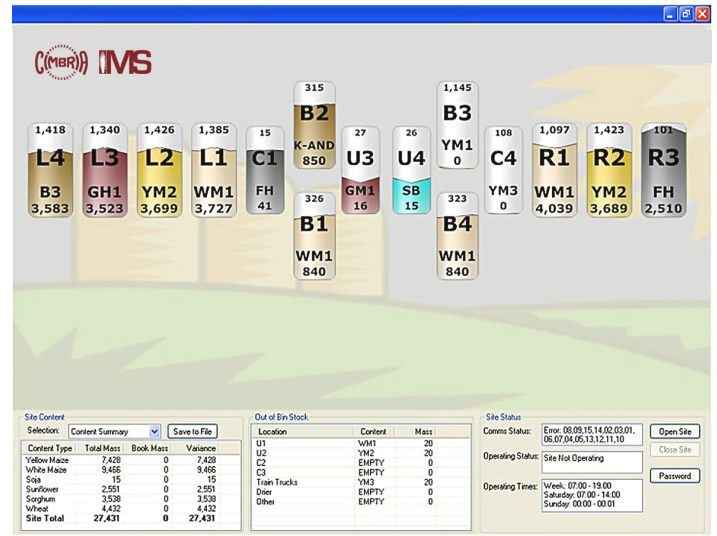 CIMBRIA IMS
315
B2
K-AND
850
1,145
B3
YM1
0
1,418
L4
B3
3,583
1,340
L3
GH1
3,523
1,426
L2
YM2
3,699
1,385
L1
WM1
3,727
15
C1
FH
41
27
U3
GM1
16
26
U4
SB
15
108
C4
YM3
0
1,097
R1
WM1
4,039
1,423
R2
YM2
3,689
101
R3
FH
2,510
326
B1
WM1
840
323
B4
WM1
840
Site Content
Selection: Content Summary Save to File
Content Type Total Mass Book Mass Variance
Yellow Maize 7,428 0 7,428
White Maize 9,466 0 9,466
Soja 15 0 15
Sunflower 2,551 0 2,551
Sorghum 3,538 0 3,538
Wheat 4,432 0 4,432
Site Total 27,431 0 27,431
Out of Bin Stock
Location Content Mass
U1 WM1 20
U2 YM2 20
C2 EMPTY 0
C3 EMPTY 0
Train Trucks YM3 20
Drier EMPTY 0
Other EMPTY 0
Site Status
Comms Status: Error: 08,09,15,14,02,03,01,
06,07,04,05,13,12,11,10
Operating Status: Site Not Operating
Operating Times: Week: 07:00 - 19:00
Saturday: 07:00 - 14:00
Sunday: 00:00 - 00:01
Open Site
Close Site
Password